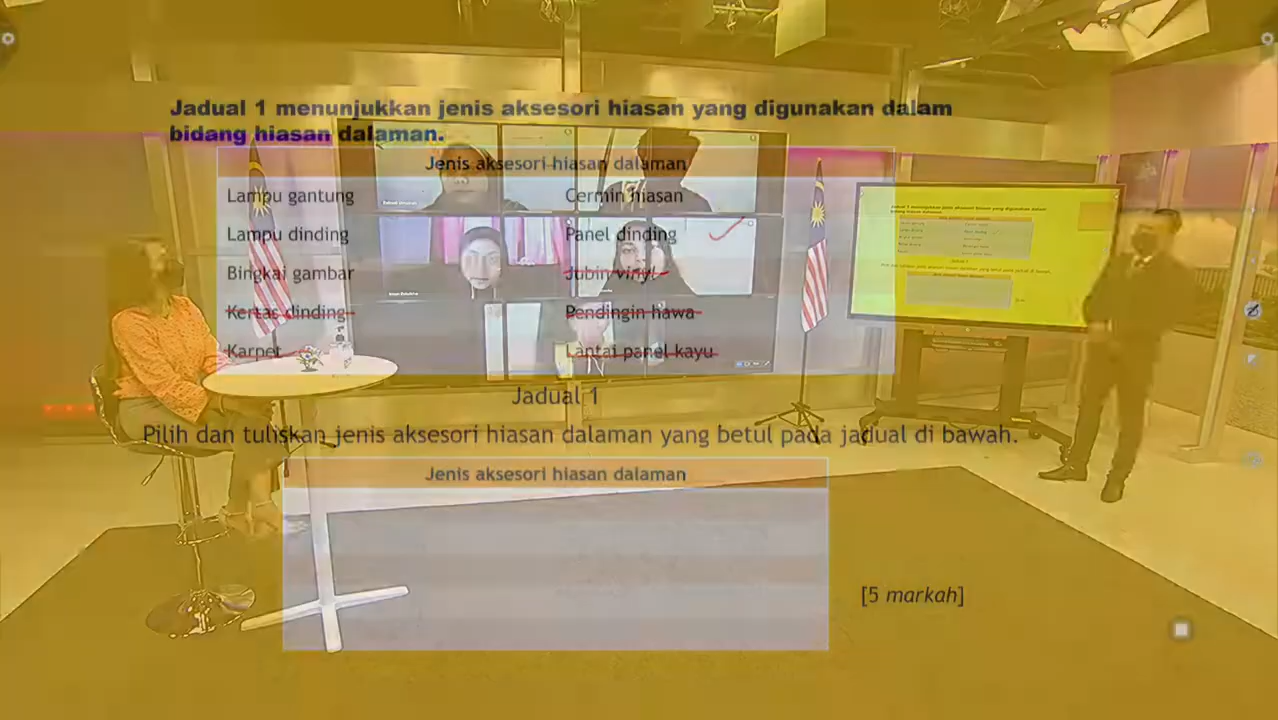 Jadual 1 menunjukkan jenis aksesori hiasan yang digunakan dalam
bidang hiasan dalaman.
Jenis aksesori hiasan dalaman
Lampu gantung Cermin hiasan
Lampu dinding Panel dinding
Bingkai gambar Jubin vinyl
Kertas dinding Pendingin hawa
Karpet Lantai panel kayu
Jadual 1
Pilih dan tuliskan jenis aksesori hiasan dalaman yang betul pada jadual di bawah.
Jenis aksesori hiasan dalaman
[5 markah]